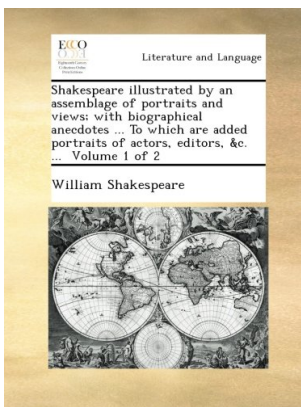 ECCO
Literature and Language
Shakespeare illustrated by an
assemblage of portraits and
views; with biographical
anecdotes ... To which are added
portraits of actors, editors, &c.
... Volume 1 of 2
William Shakespeare